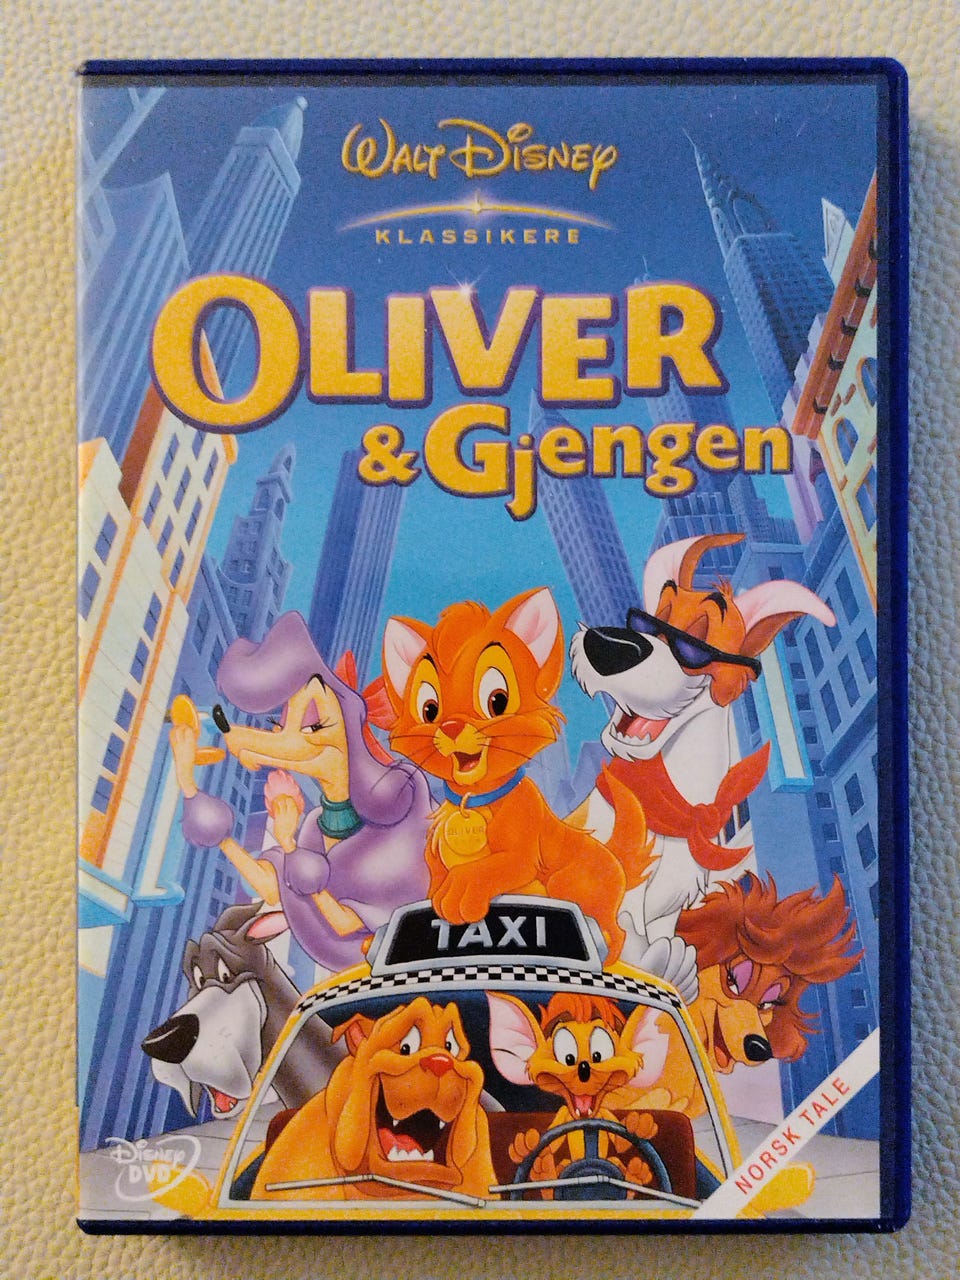 WALT DISNEY
KLASSIKERE
OLIVER
& Gjengen
OLIVER
TAXI
NORSK TALE
DISNEY
DVD